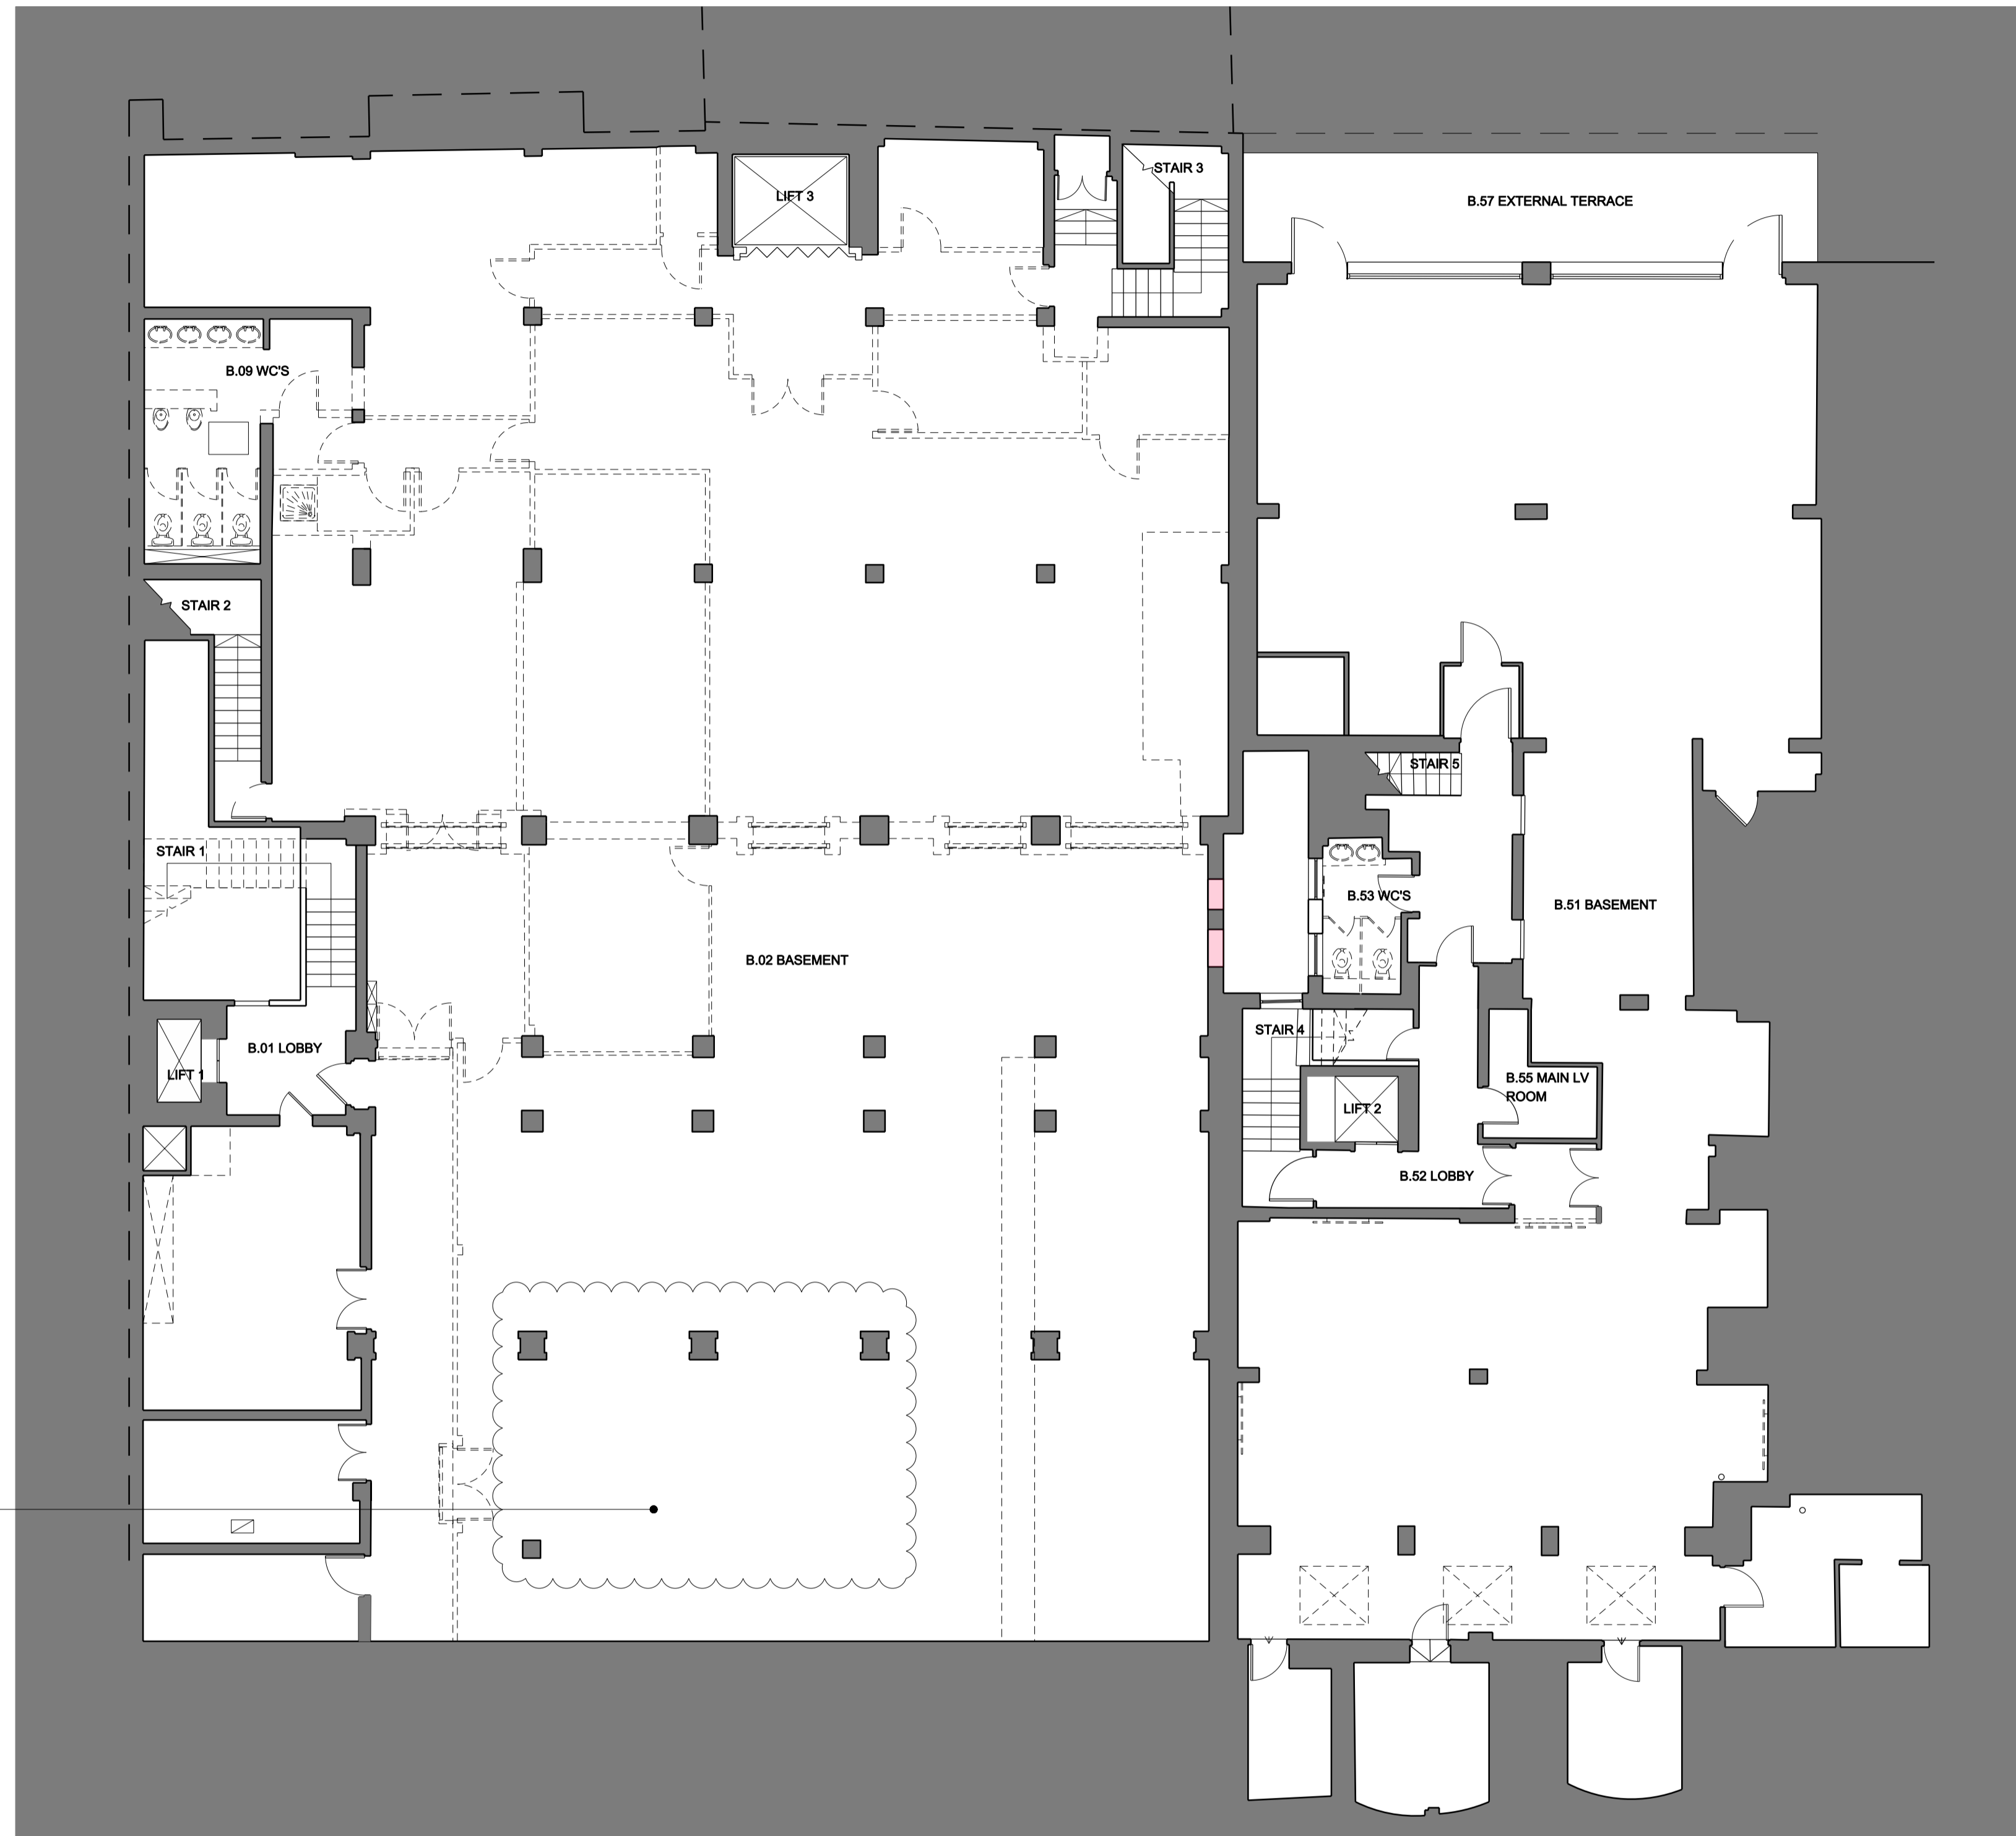 STAIR 3
LIFT 3
B.57 EXTERNAL TERRACE
B.09 WC'S
STAIR 2
STAIR 5
STAIR 1
B.53 WC'S
B.51 BASEMENT
B.02 BASEMENT
STAIR 4
B.01 LOBBY
LIFT 1
B.55 MAIN LV
ROOM
LIFT 2
B.52 LOBBY